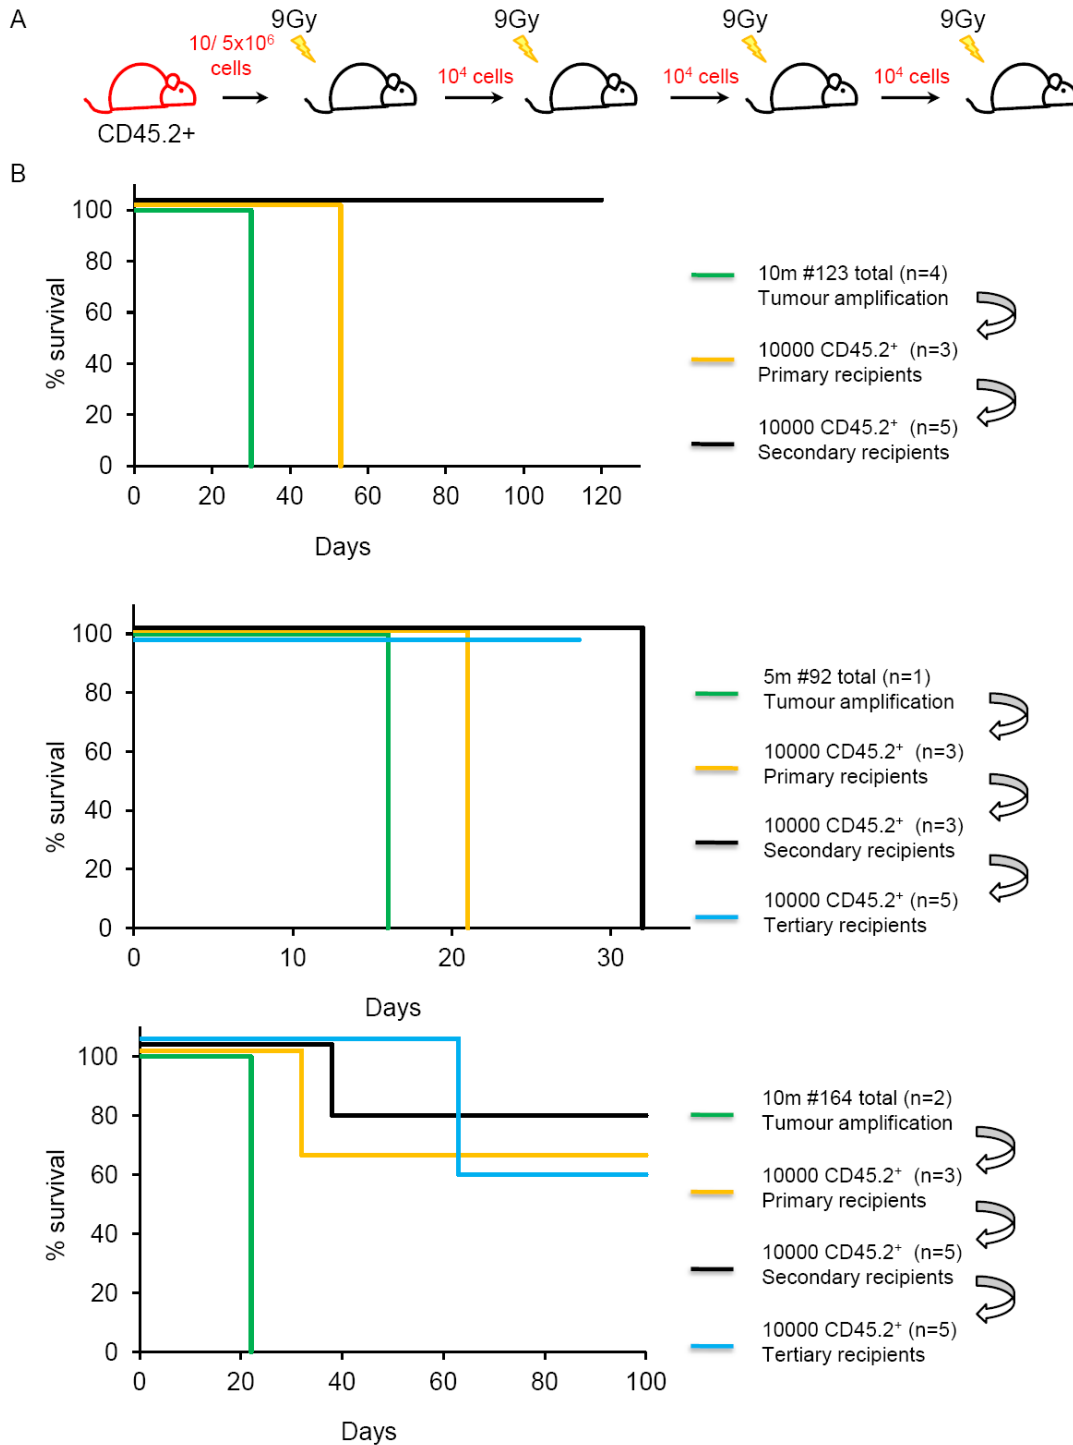 A
9Gy 9Gy 9Gy 9Gy
10/ 5x10⁶
cells
10⁴ cells 10⁴ cells 10⁴ cells
CD45.2+
B
% survival
100
80
60
40
20
0
0 20 40 60 80 100 120
Days
10m #123 total (n=4)
Tumour amplification
10000 CD45.2⁺ (n=3)
Primary recipients
10000 CD45.2⁺ (n=5)
Secondary recipients
% survival
100
80
60
40
20
0
0 10 20 30
Days
5m #92 total (n=1)
Tumour amplification
10000 CD45.2⁺ (n=3)
Primary recipients
10000 CD45.2⁺ (n=3)
Secondary recipients
10000 CD45.2⁺ (n=5)
Tertiary recipients
% survival
100
80
60
40
20
0
0 20 40 60 80 100
Days
10m #164 total (n=2)
Tumour amplification
10000 CD45.2⁺ (n=3)
Primary recipients
10000 CD45.2⁺ (n=5)
Secondary recipients
10000 CD45.2⁺ (n=5)
Tertiary recipients